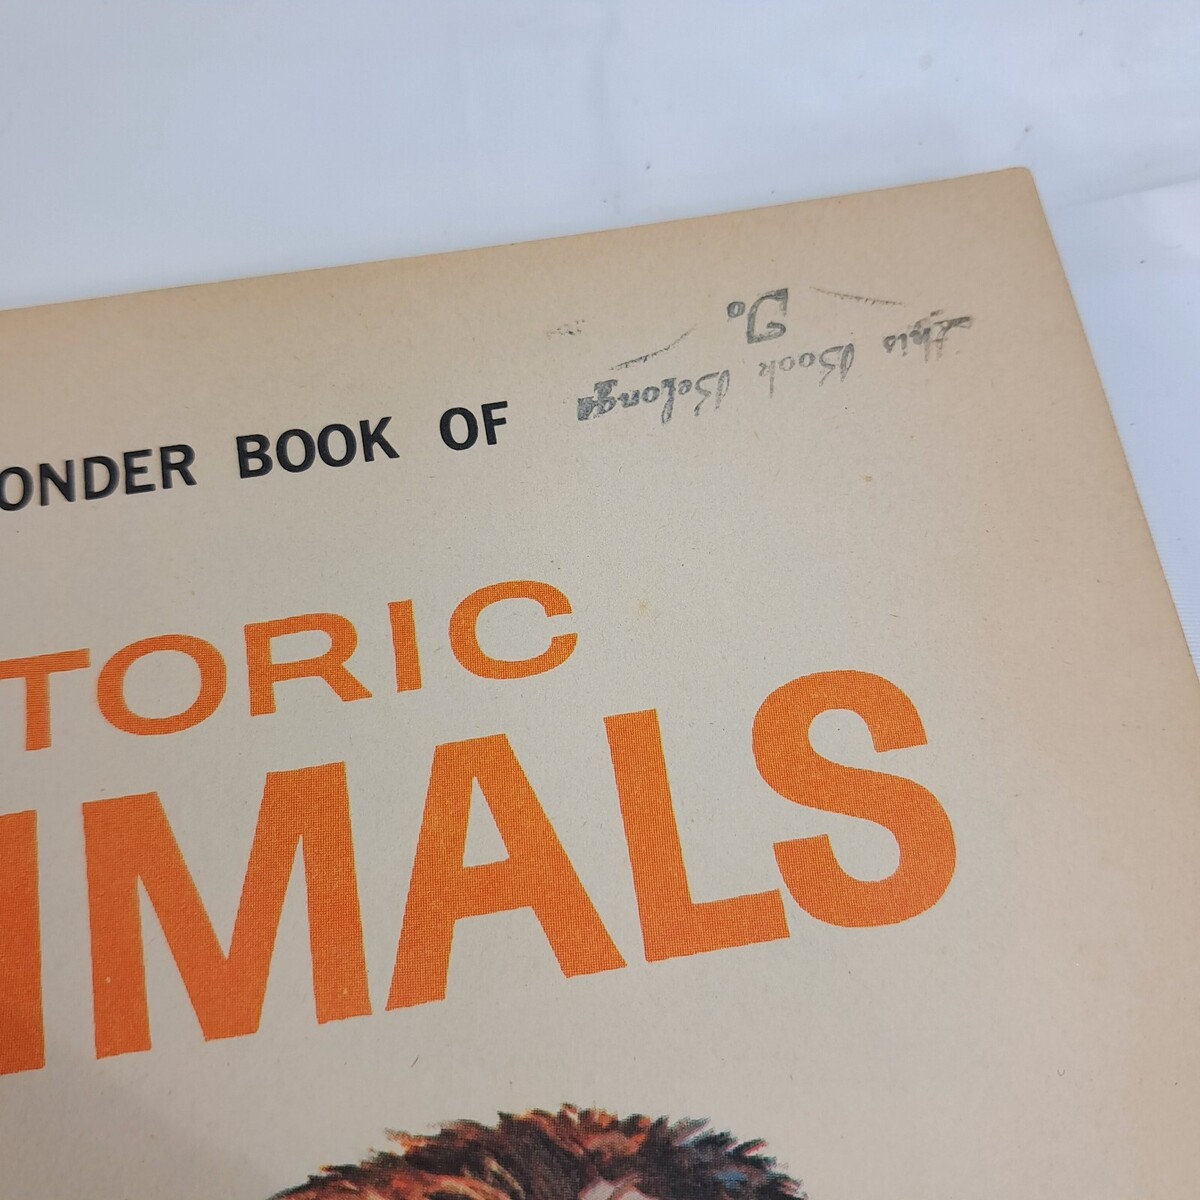 This Book Belongs
To
ONDER BOOK OF
TORIC
IMALS